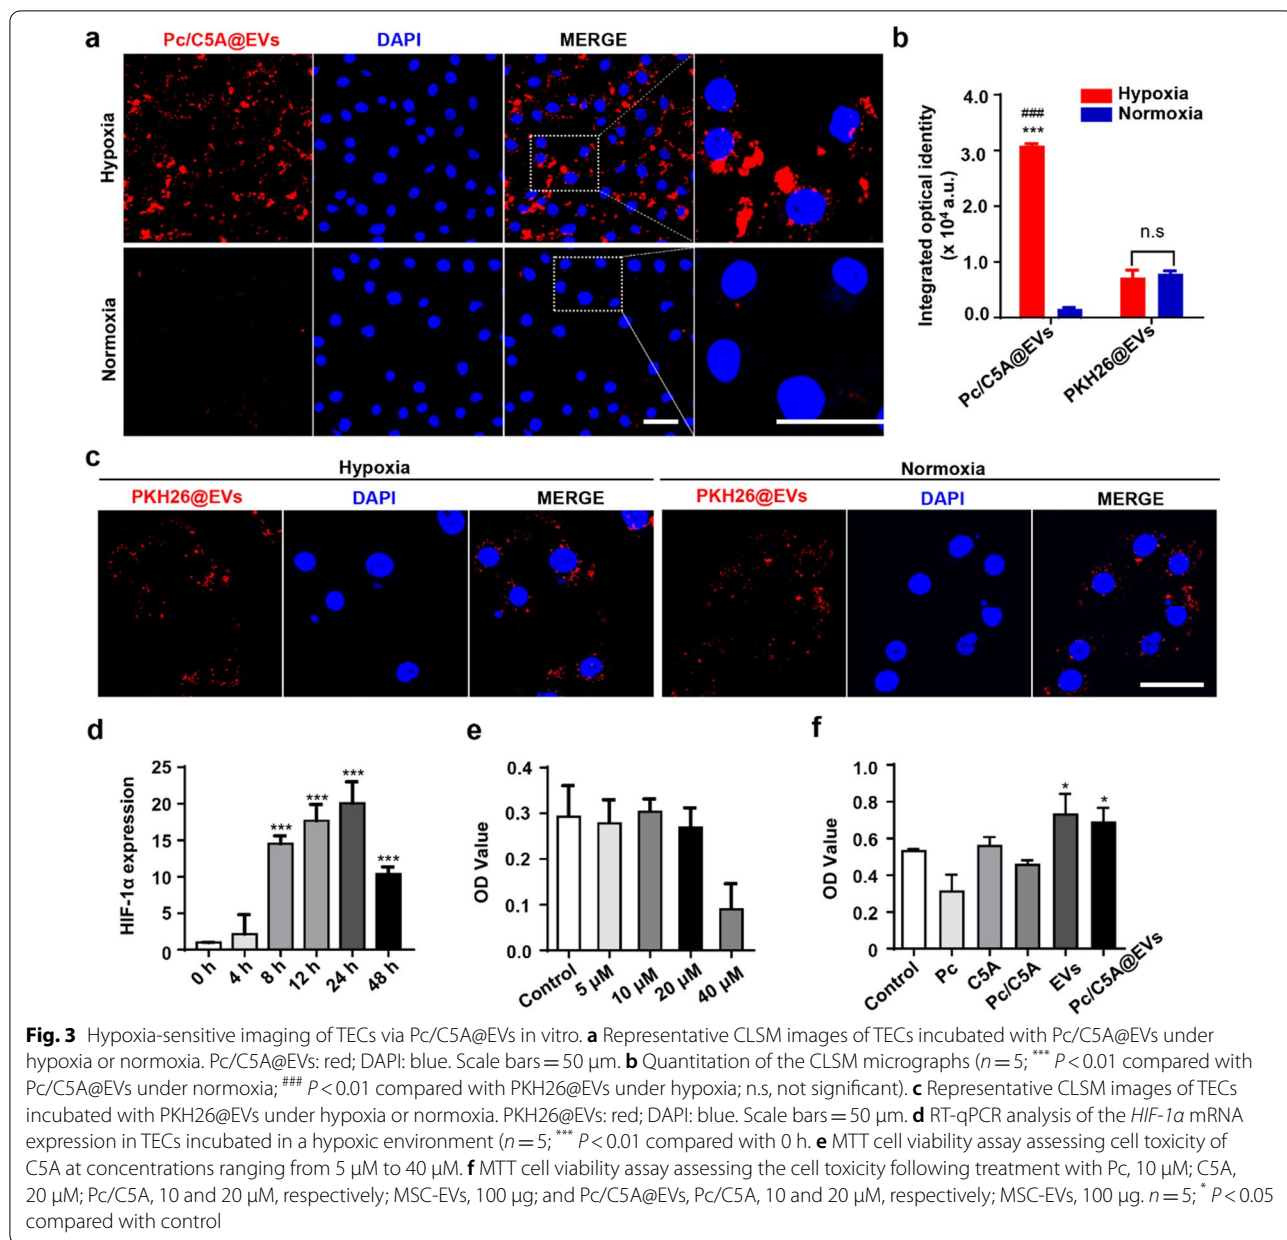 a
Pc/C5A@EVs
DAPI
MERGE
Hypoxia
Normoxia
b
Hypoxia
Normoxia
Integrated optical identity
(x 10⁴ a.u.)
4.0
3.0
2.0
1.0
0.0
###
***
n.s
Pc/C5A@EVs
PKH26@EVs
c
Hypoxia
Normoxia
PKH26@EVs
DAPI
MERGE
PKH26@EVs
DAPI
MERGE
d
HIF-1α expression
25
20
15
10
5
0
***
***
***
***
0 h
4 h
8 h
12 h
24 h
48 h
e
OD Value
0.4
0.3
0.2
0.1
0.0
Control
5 µM
10 µM
20 µM
40 µM
f
OD Value
1.0
0.8
0.6
0.4
0.2
0
*
*
Control
Pc
C5A
Pc/C5A
EVs
Pc/C5A@EVs
Fig. 3 Hypoxia-sensitive imaging of TECs via Pc/C5A@EVs in vitro. a Representative CLSM images of TECs incubated with Pc/C5A@EVs under
hypoxia or normoxia. Pc/C5A@EVs: red; DAPI: blue. Scale bars = 50 µm. b Quantitation of the CLSM micrographs (n = 5; *** P < 0.01 compared with
Pc/C5A@EVs under normoxia; ### P < 0.01 compared with PKH26@EVs under hypoxia; n.s, not significant). c Representative CLSM images of TECs
incubated with PKH26@EVs under hypoxia or normoxia. PKH26@EVs: red; DAPI: blue. Scale bars = 50 µm. d RT-qPCR analysis of the HIF-1α mRNA
expression in TECs incubated in a hypoxic environment (n = 5; *** P < 0.01 compared with 0 h. e MTT cell viability assay assessing cell toxicity of
C5A at concentrations ranging from 5 µM to 40 µM. f MTT cell viability assay assessing the cell toxicity following treatment with Pc, 10 µM; C5A,
20 µM; Pc/C5A, 10 and 20 µM, respectively; MSC-EVs, 100 µg; and Pc/C5A@EVs, Pc/C5A, 10 and 20 µM, respectively; MSC-EVs, 100 µg. n = 5; * P < 0.05
compared with control